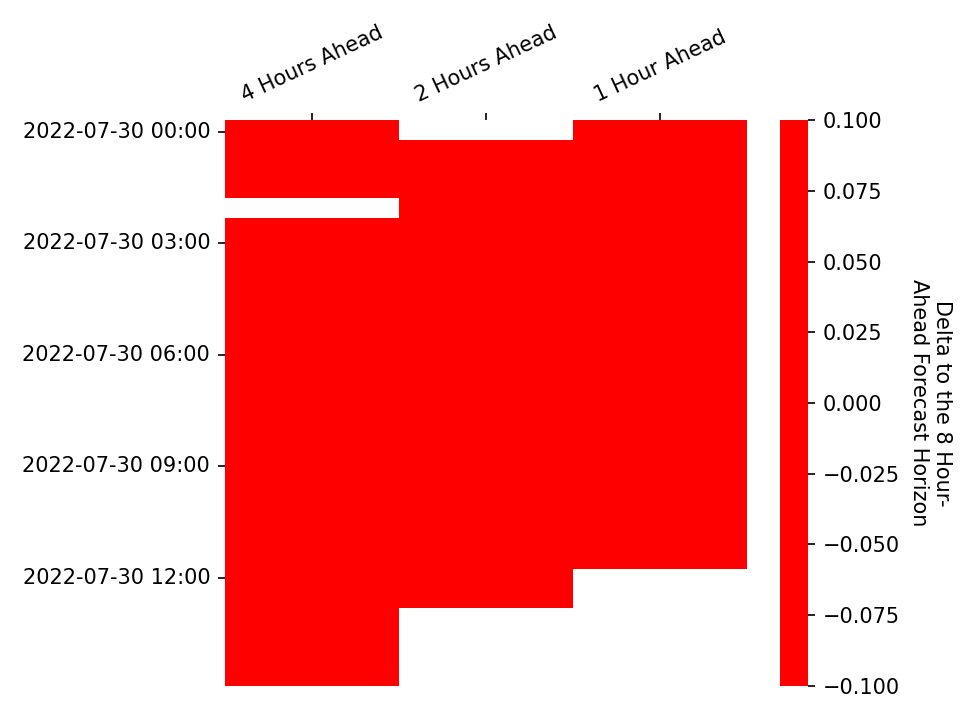 4 Hours Ahead
2 Hours Ahead
1 Hour Ahead
2022-07-30 00:00
2022-07-30 03:00
2022-07-30 06:00
2022-07-30 09:00
2022-07-30 12:00
0.100
0.075
0.050
0.025
0.000
−0.025
−0.050
−0.075
−0.100
Delta to the 8 Hour-
Ahead Forecast Horizon